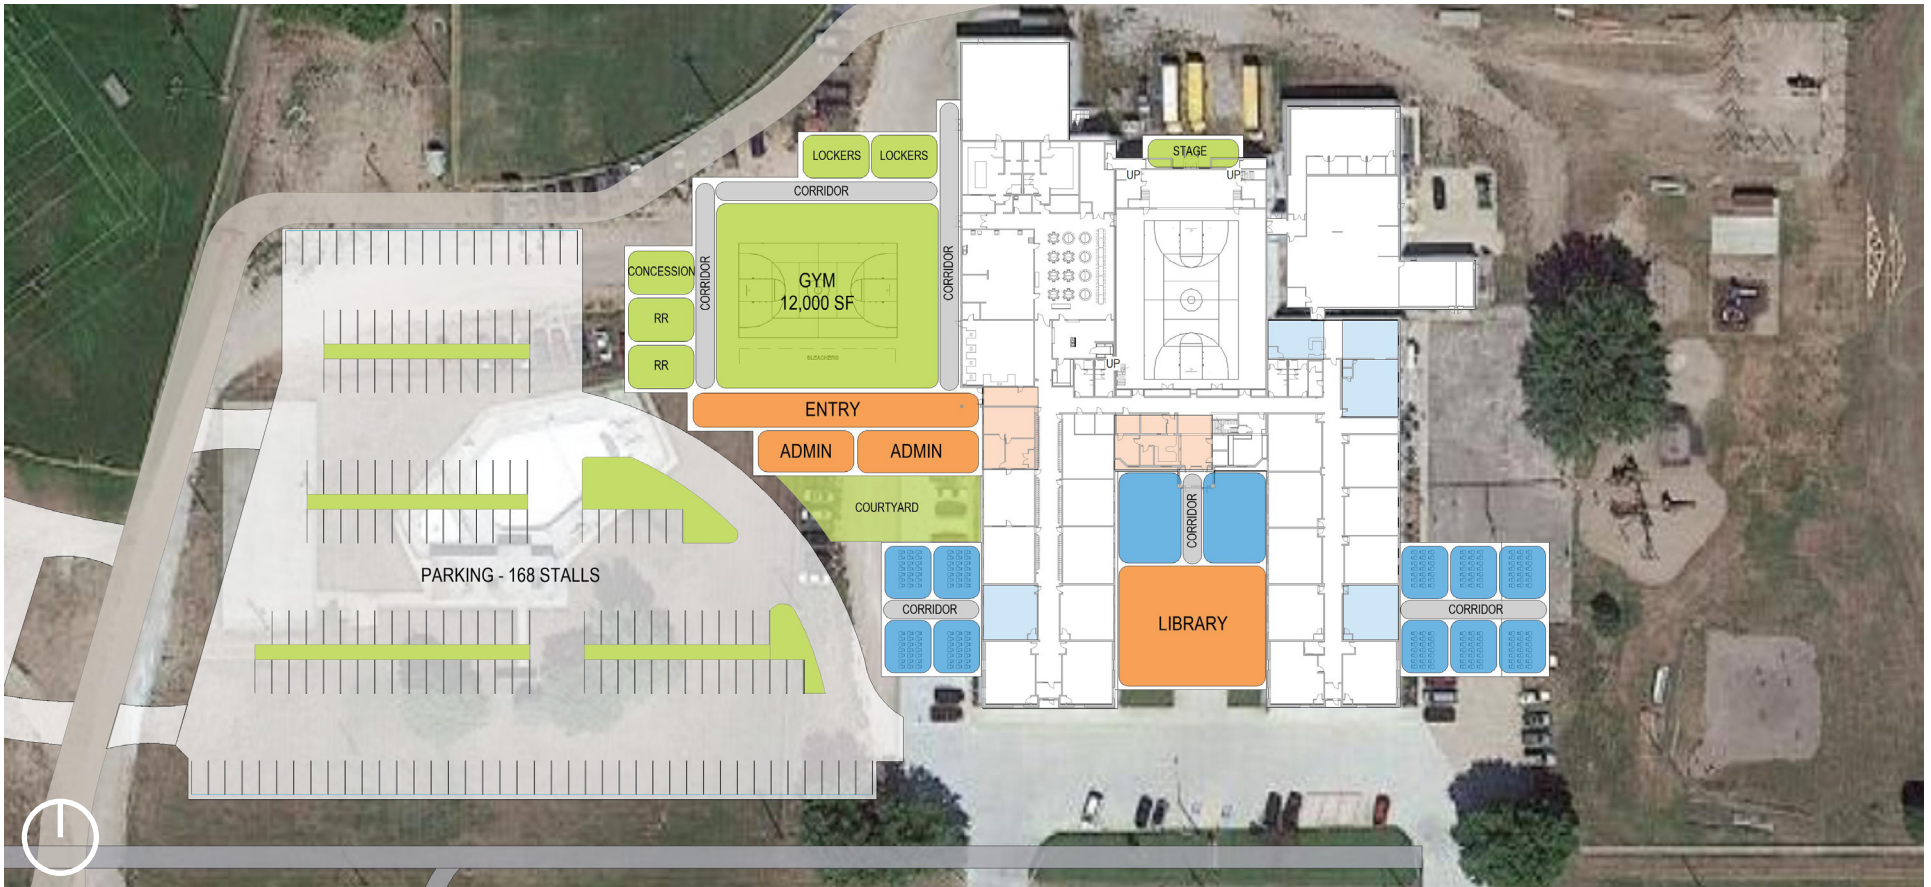 STAGE
LOCKERS
LOCKERS
UP
UP
CORRIDOR
CONCESSION
CORRIDOR
GYM
12,000 SF
CORRIDOR
RR
BLEACHERS
RR
UP
ENTRY
ADMIN
ADMIN
COURTYARD
CORRIDOR
PARKING - 168 STALLS
CORRIDOR
CORRIDOR
LIBRARY